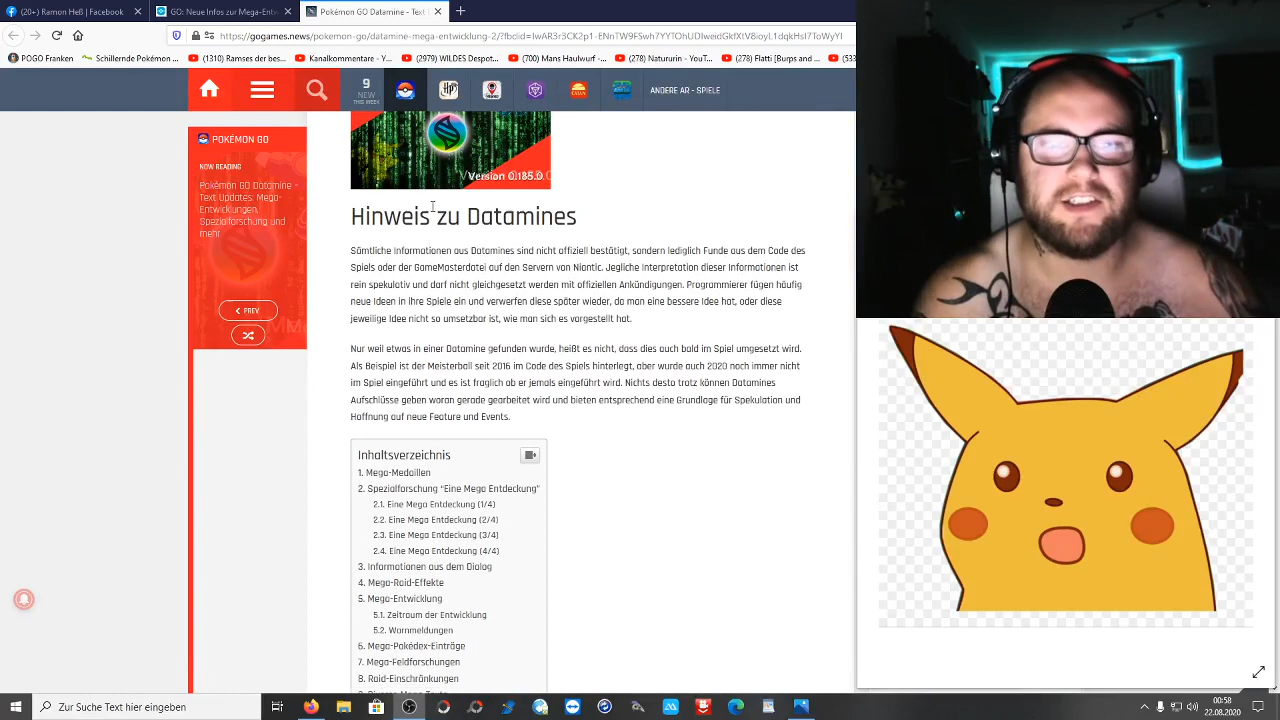 (20+) Ramon Heß | Facebook
GO: Neue Infos zur Mega-Entw
Pokémon GO Datamine - Text U
https://gogames.news/pokemon-go/datamine-mega-entwicklung-2/?fbclid=
POGO Franken
Schillernde Pokemon ...
(1310) Ramses der bes...
Kanalkommentare - Y...
(2979) WILDES Despot...
(700) Mans Haulwurf -...
(278) Natururin - YouT...
(278) Flatti [Burps and ...
9
NEW
THIS WEEK
ANDERE AR - SPIELE
POKÉMON GO
NOW READING
Pokémon GO Datamine -
Text Updates: Mega-
Entwicklungen,
Spezialforschung und
mehr
PREV
Version 0.185.0
Hinweis zu Datamines
Sämtliche Informationen aus Datamines sind nicht offiziell bestätigt, sondern lediglich Funde aus dem Code des
Spiels oder der GameMasterdatei auf den Servern von Niantic. Jegliche Interpretation dieser Informationen ist
rein spekulativ und darf nicht gleichgesetzt werden mit offiziellen Ankündigungen. Programmierer fügen häufig
neue Ideen in ihre Spiele ein und verwerfen diese später wieder, da man eine bessere Idee hat, oder diese
jeweilige Idee nicht so umsetzbar ist, wie man sich es vorgestellt hat.
Nur weil etwas in einer Datamine gefunden wurde, heißt es nicht, dass dies auch bald im Spiel umgesetzt wird.
Als Beispiel ist der Meisterball seit 2016 im Code des Spiels hinterlegt, aber wurde auch 2020 noch immer nicht
im Spiel eingeführt und es ist fraglich ob er jemals eingeführt wird. Nichts desto trotz können Datamines
Aufschlüsse geben woran gerade gearbeitet wird und bieten entsprechend eine Grundlage für Spekulation und
Hoffnung auf neue Feature und Events.
Inhaltsverzeichnis
1. Mega-Medaillen
2. Spezialforschung "Eine Mega Entdeckung"
2.1. Eine Mega Entdeckung (1/4)
2.2. Eine Mega Entdeckung (2/4)
2.3. Eine Mega Entdeckung (3/4)
2.4. Eine Mega Entdeckung (4/4)
3. Informationen aus dem Dialog
4. Mega-Raid-Effekte
5. Mega-Entwicklung
5.1. Zeitraum der Entwicklung
5.2. Warnmeldungen
6. Mega-Pokédex-Einträge
7. Mega-Feldforschungen
8. Raid-Einschränkungen
Zur Suche Text hier eingeben
00:58
22.08.2020